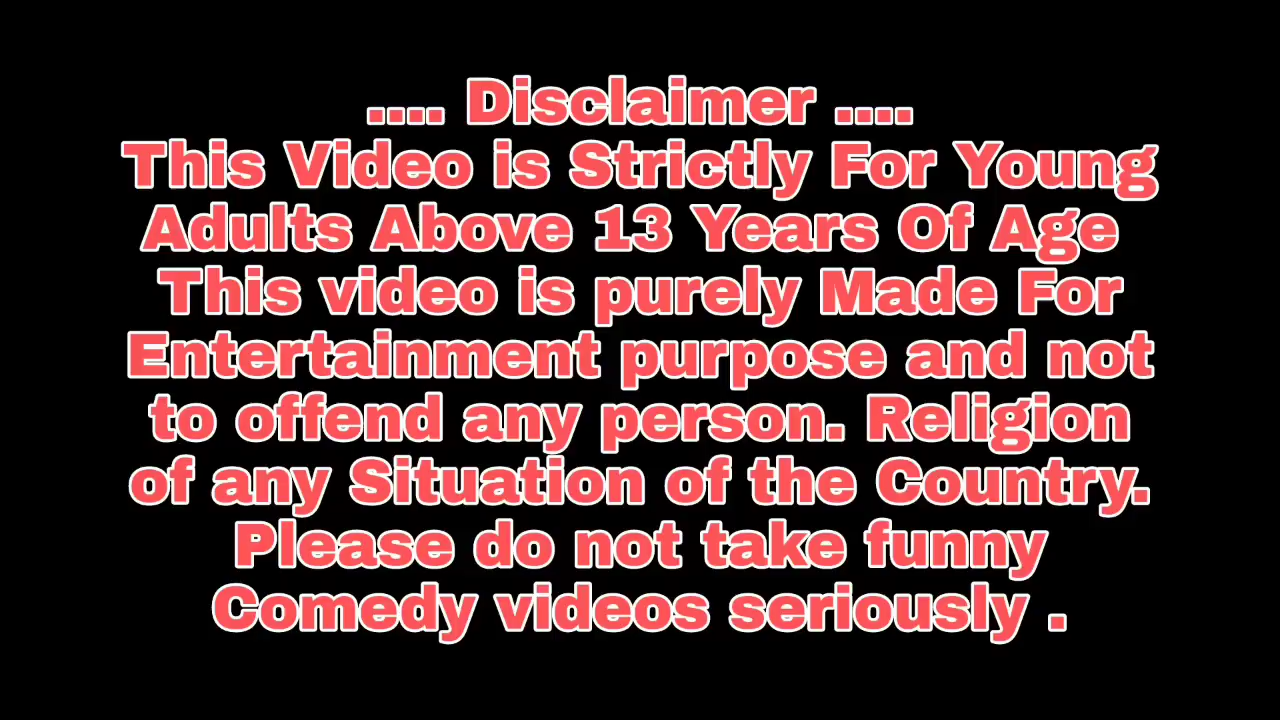 .... Disclaimer ....
This Video is Strictly For Young
Adults Above 13 Years Of Age
This video is purely Made For
Entertainment purpose and not
to offend any person. Religion
of any Situation of the Country.
Please do not take funny
Comedy videos seriously .